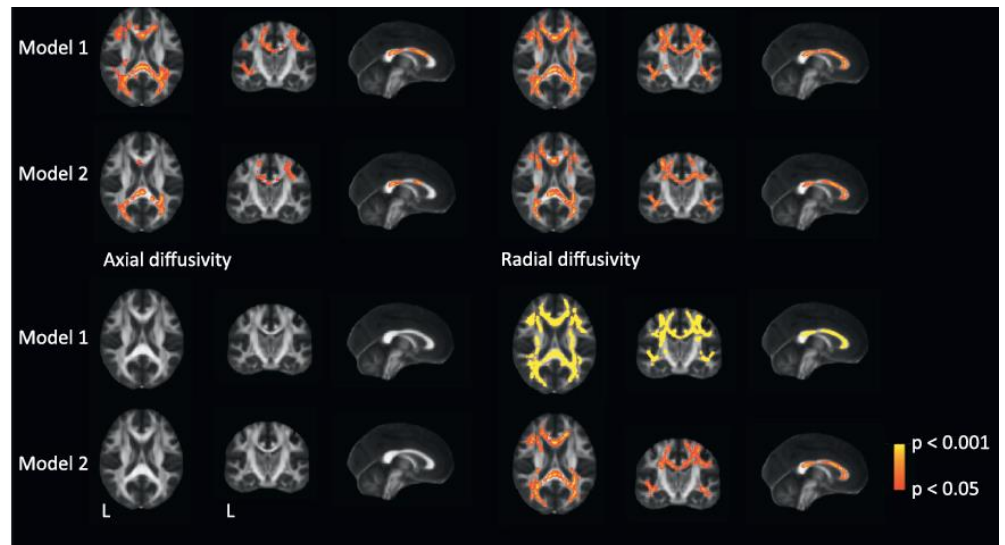 Model 1
Model 2
Axial diffusivity
Radial diffusivity
Model 1
Model 2
p < 0.001
p < 0.05
L
L